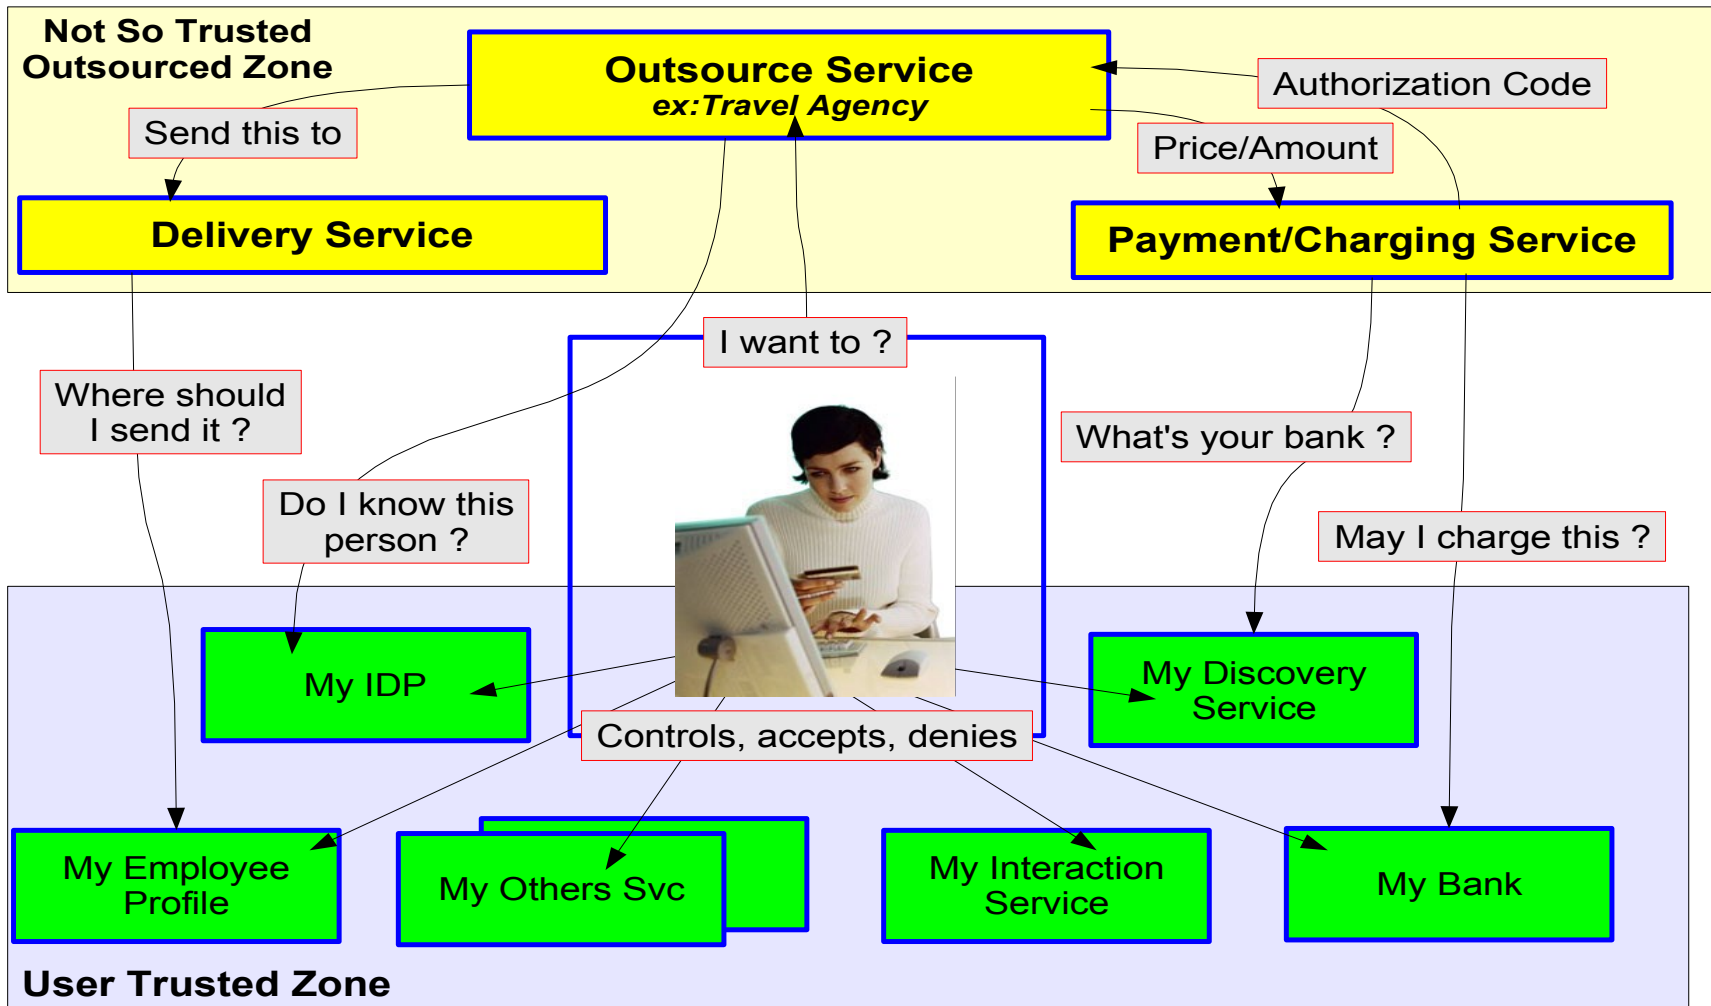 Not So Trusted
Outsourced Zone
Outsource Service
ex:Travel Agency
Authorization Code
Send this to
Price/Amount
Delivery Service
Payment/Charging Service
I want to ?
Where should
I send it ?
What's your bank ?
Do I know this
person ?
May I charge this ?
My IDP
My Discovery
Service
Controls, accepts, denies
My Employee
Profile
My Others Svc
My Interaction
Service
My Bank
User Trusted Zone